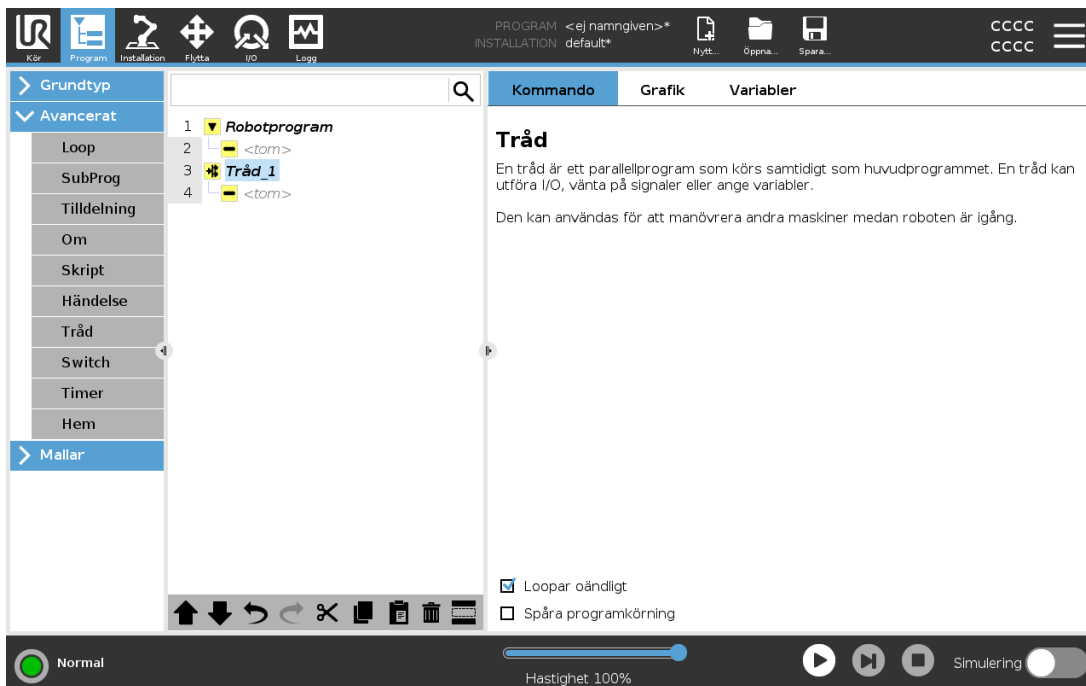 UR
Kör
Program
Installation
Flytta
I/O
Logg
PROGRAM <ej namngiven>*
INSTALLATION default*
Nytt...
Öppna...
Spara...
CCCC
CCCC
Grundtyp
Avancerat
Loop
SubProg
Tilldelning
Om
Skript
Händelse
Tråd
Switch
Timer
Hem
Mallar
1 Robotprogram
2 <tom>
3 Tråd_1
4 <tom>
Kommando
Grafik
Variabler
Tråd
En tråd är ett parallellprogram som körs samtidigt som huvudprogrammet. En tråd kan
utföra I/O, vänta på signaler eller ange variabler.
Den kan användas för att manövrera andra maskiner medan roboten är igång.
Loopar oändligt
Spåra programkörning
Normal
Hastighet 100%
Simulering